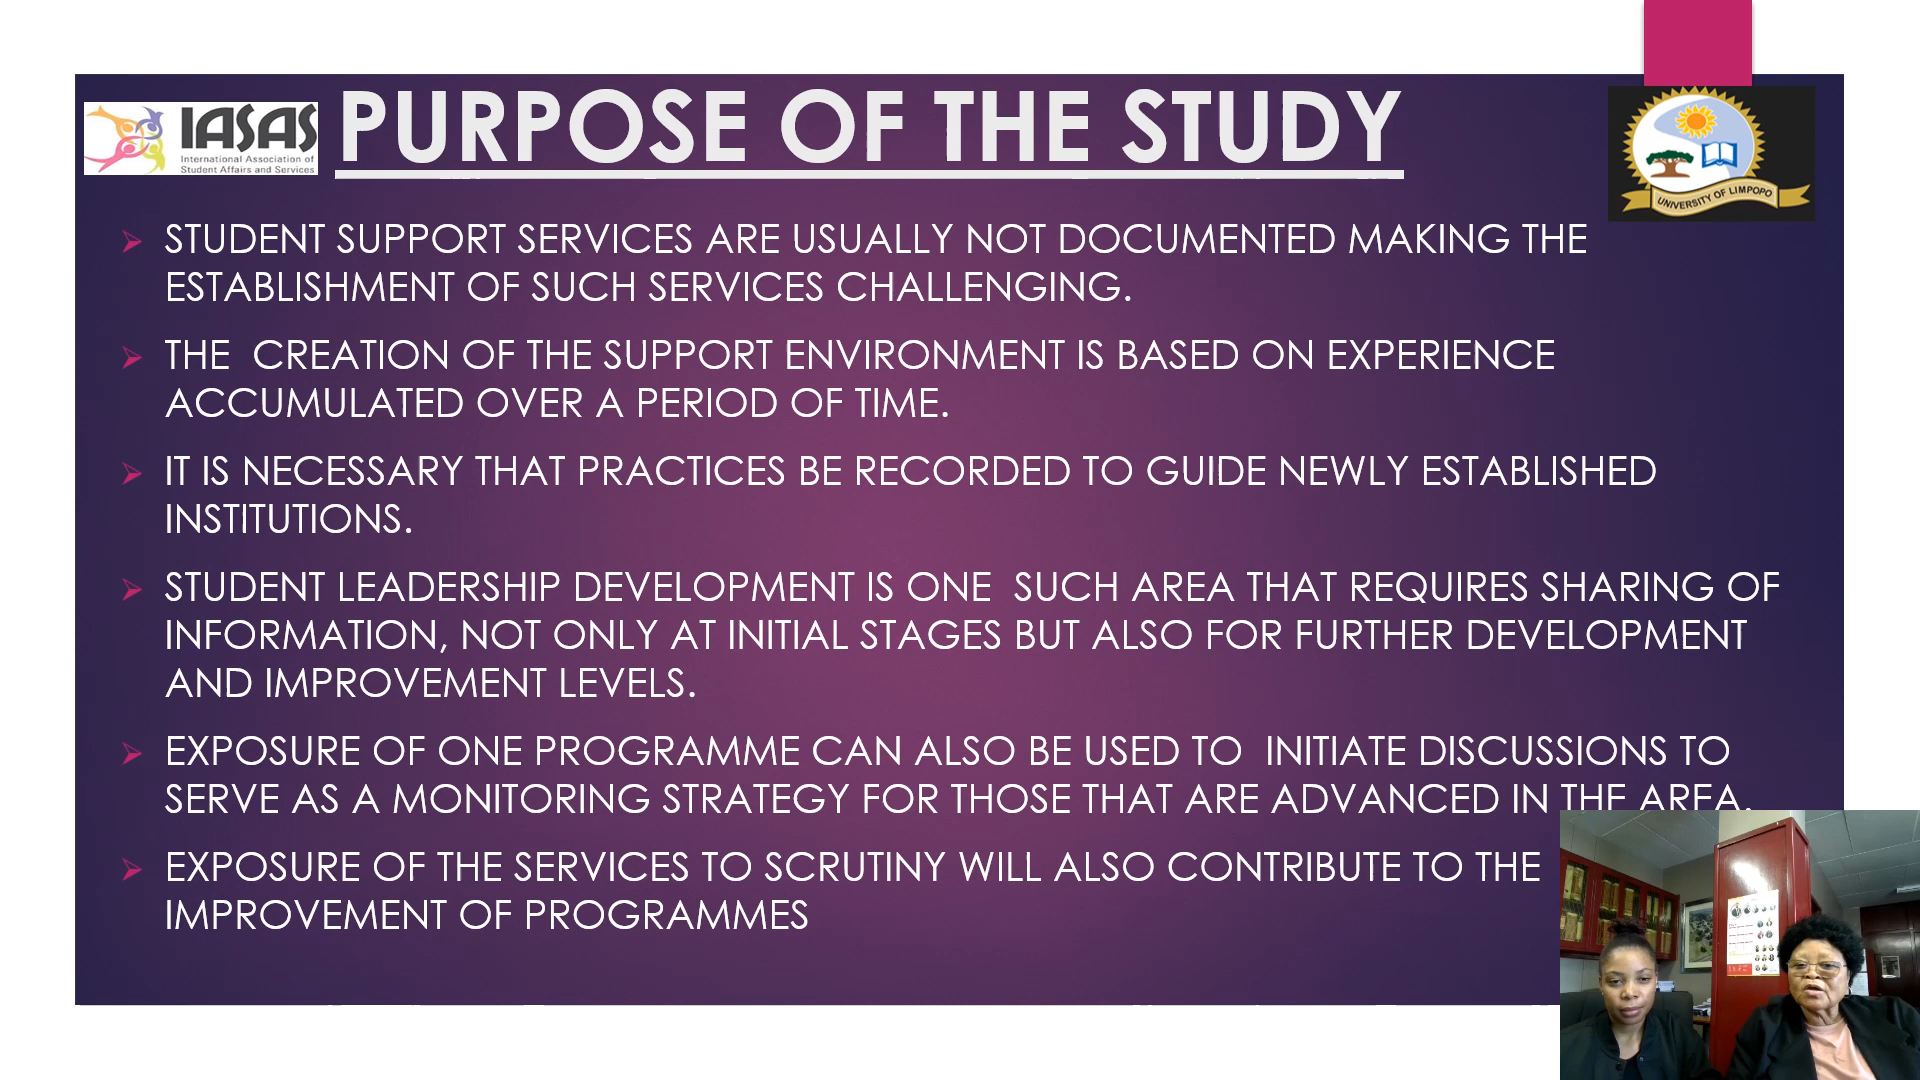 IASAS
International Association of
Student Affairs and Services
PURPOSE OF THE STUDY
UNIVERSITY OF LIMPOPO
STUDENT SUPPORT SERVICES ARE USUALLY NOT DOCUMENTED MAKING THE
ESTABLISHMENT OF SUCH SERVICES CHALLENGING.
THE CREATION OF THE SUPPORT ENVIRONMENT IS BASED ON EXPERIENCE
ACCUMULATED OVER A PERIOD OF TIME.
IT IS NECESSARY THAT PRACTICES BE RECORDED TO GUIDE NEWLY ESTABLISHED
INSTITUTIONS.
STUDENT LEADERSHIP DEVELOPMENT IS ONE SUCH AREA THAT REQUIRES SHARING OF
INFORMATION, NOT ONLY AT INITIAL STAGES BUT ALSO FOR FURTHER DEVELOPMENT
AND IMPROVEMENT LEVELS.
EXPOSURE OF ONE PROGRAMME CAN ALSO BE USED TO INITIATE DISCUSSIONS TO
SERVE AS A MONITORING STRATEGY FOR THOSE THAT ARE ADVANCED IN THE AREA.
EXPOSURE OF THE SERVICES TO SCRUTINY WILL ALSO CONTRIBUTE TO THE
IMPROVEMENT OF PROGRAMMES